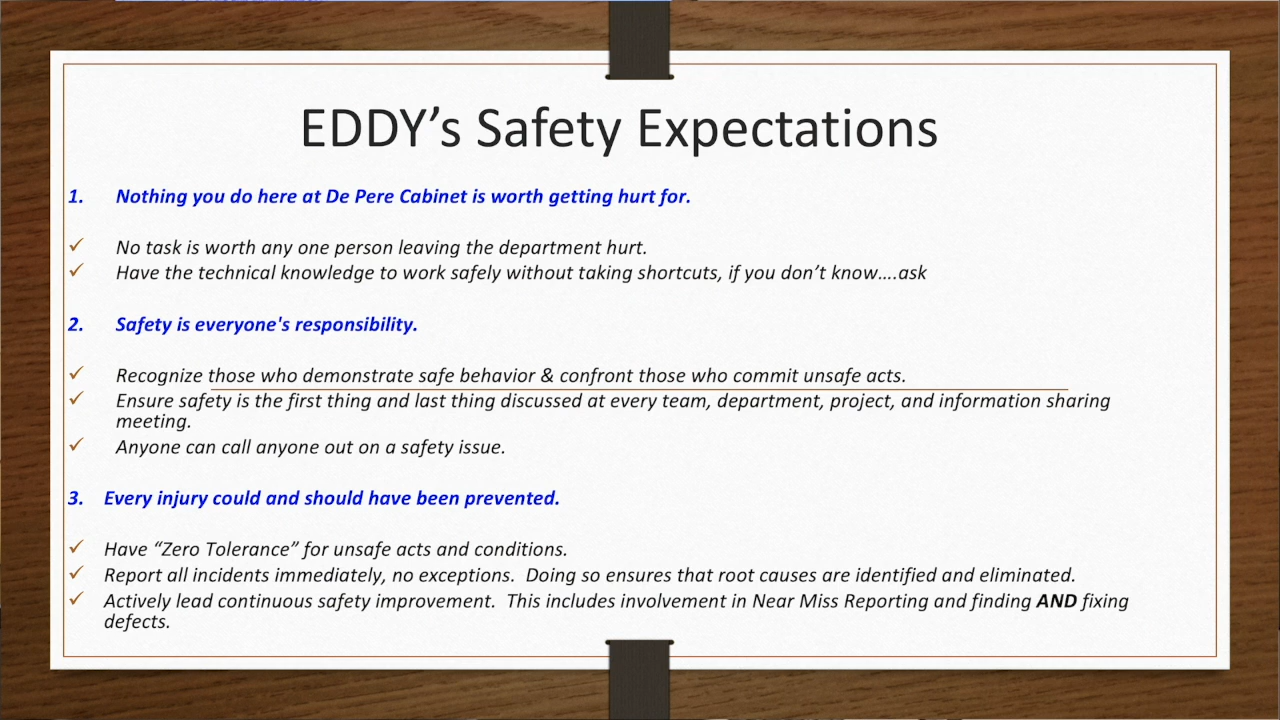 EDDY’s Safety Expectations
1. Nothing you do here at De Pere Cabinet is worth getting hurt for.
✓ No task is worth any one person leaving the department hurt.
✓ Have the technical knowledge to work safely without taking shortcuts, if you don’t know….ask
2. Safety is everyone's responsibility.
✓ Recognize those who demonstrate safe behavior & confront those who commit unsafe acts.
✓ Ensure safety is the first thing and last thing discussed at every team, department, project, and information sharing
meeting.
✓ Anyone can call anyone out on a safety issue.
3. Every injury could and should have been prevented.
✓ Have “Zero Tolerance” for unsafe acts and conditions.
✓ Report all incidents immediately, no exceptions.  Doing so ensures that root causes are identified and eliminated.
✓ Actively lead continuous safety improvement.  This includes involvement in Near Miss Reporting and finding AND fixing
defects.